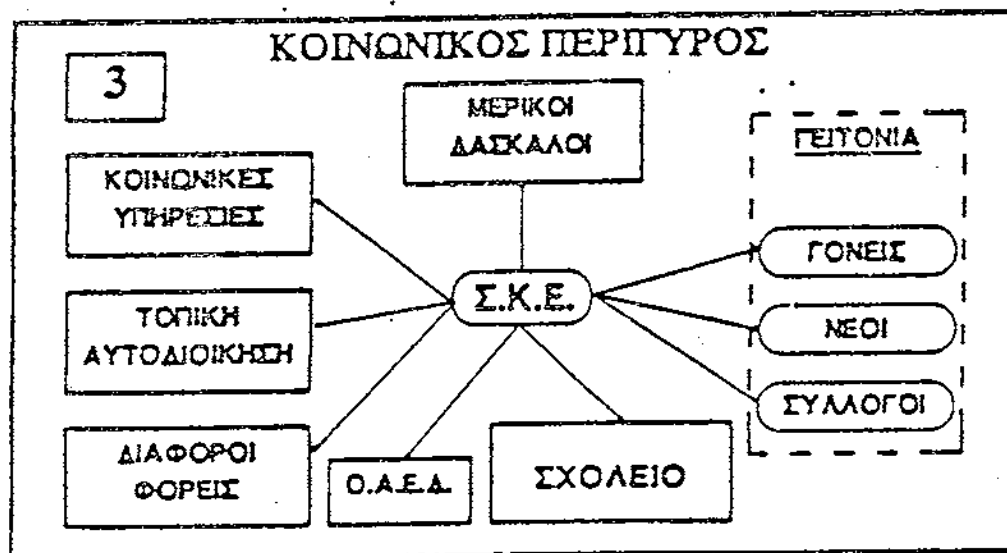 ΚΟΙΝΩΝΙΚΟΣ ΠΕΡΙΓΥΡΟΣ
3
ΜΕΡΙΚΟΙ
ΔΑΣΚΑΛΟΙ
ΓΕΙΤΟΝΙΑ
ΚΟΙΝΩΝΙΚΕΣ
ΥΠΗΡΕΣΙΕΣ
ΓΟΝΕΙΣ
Σ.Κ.Ε.
ΤΟΠΙΚΗ
ΑΥΤΟΔΙΟΙΚΗΣΗ
ΝΕΟΙ
ΣΥΛΛΟΓΟΙ
ΔΙΑΦΟΡΟΙ
ΦΟΡΕΙΣ
Ο.Α.Ε.Δ.
ΣΧΟΛΕΙΟ